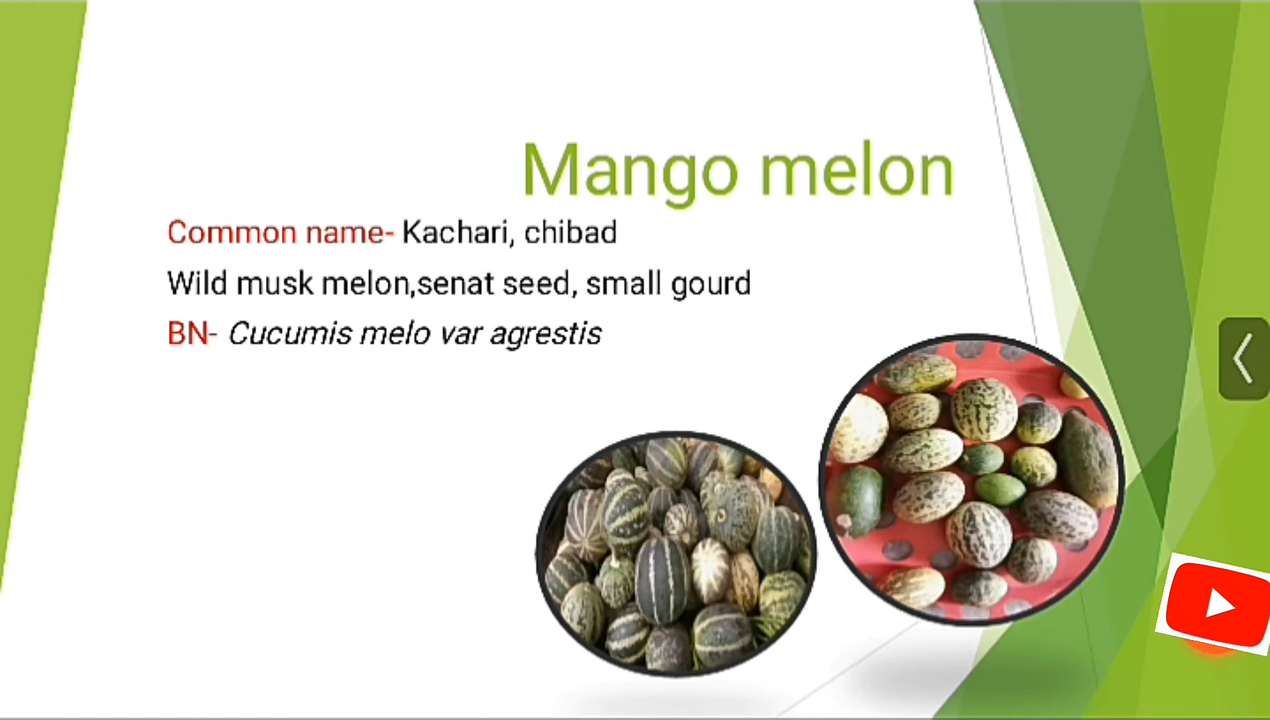 Mango melon
Common name- Kachari, chibad
Wild musk melon,senat seed, small gourd
BN- Cucumis melo var agrestis